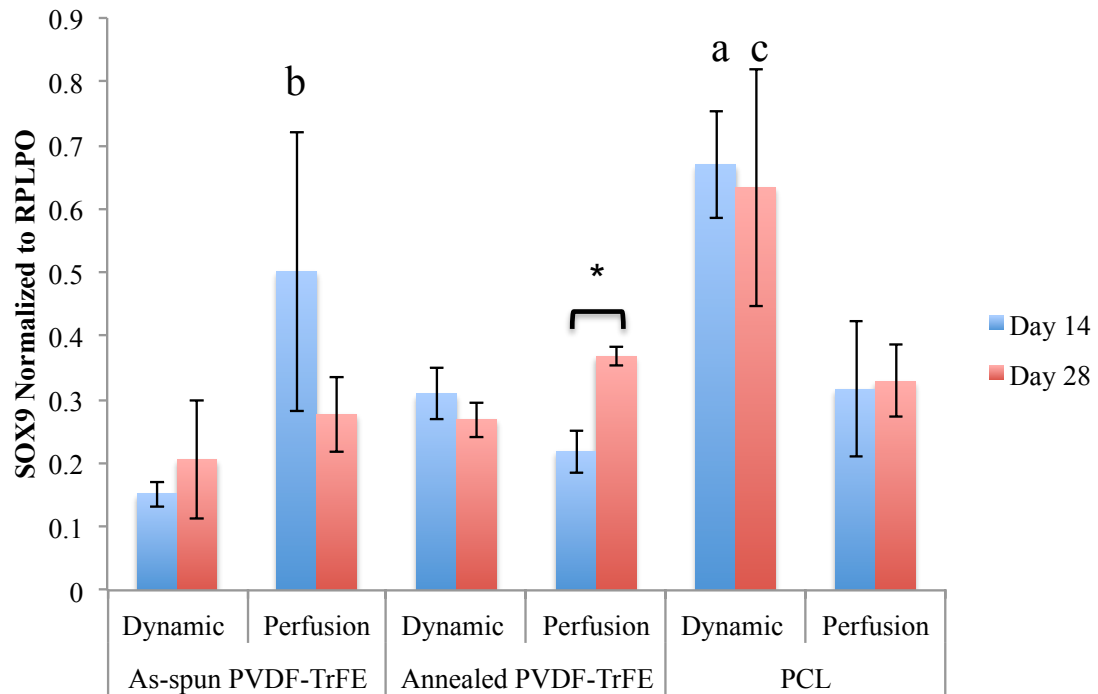 SOX9 Normalized to RPLPO
0.9
0.8
0.7
0.6
0.5
0.4
0.3
0.2
0.1
0
b
*
a c
Day 14
Day 28
Dynamic Perfusion Dynamic Perfusion Dynamic Perfusion
As-spun PVDF-TrFE Annealed PVDF-TrFE PCL